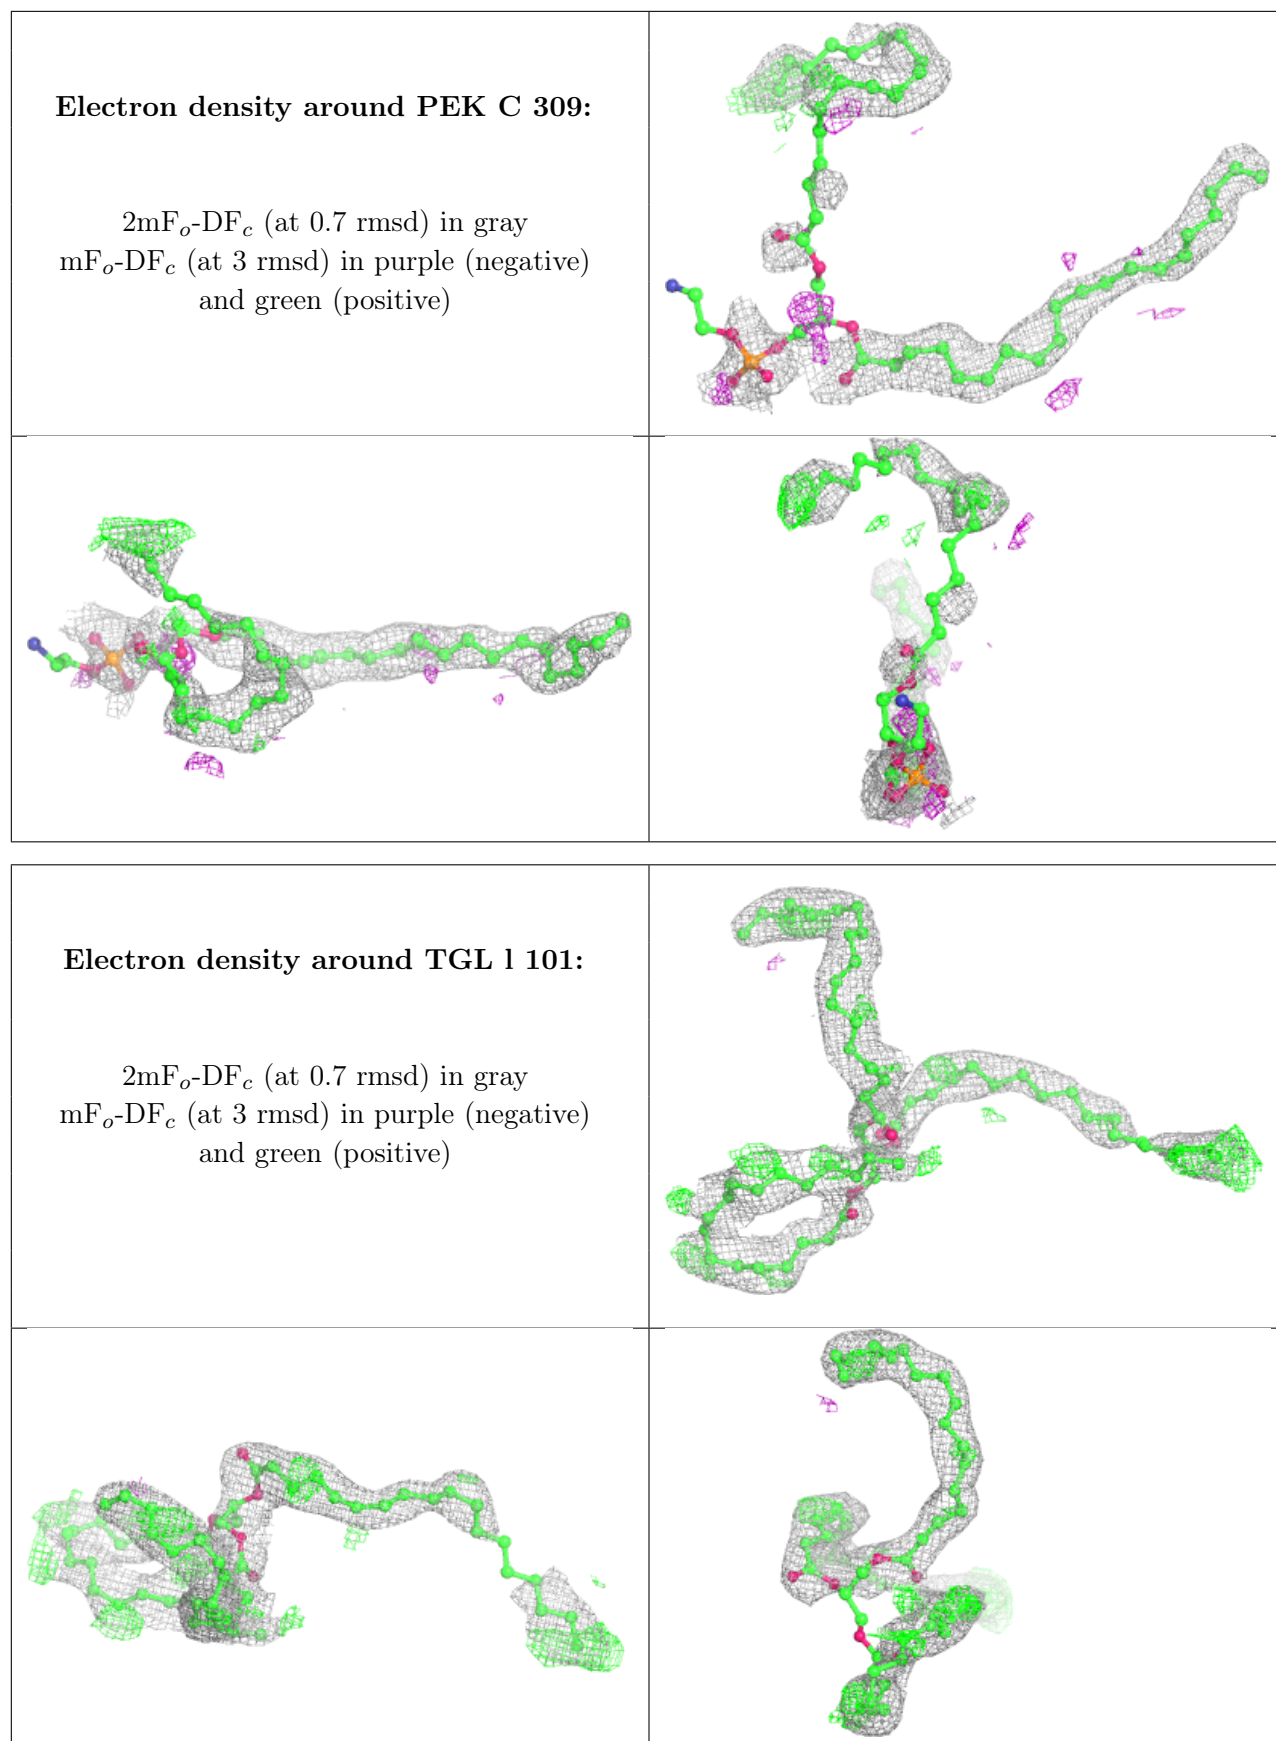 Electron density around PEK C 309:
2mFo-DFc (at 0.7 rmsd) in gray
mFo-DFc (at 3 rmsd) in purple (negative)
and green (positive)
Electron density around TGL l 101:
2mFo-DFc (at 0.7 rmsd) in gray
mFo-DFc (at 3 rmsd) in purple (negative)
and green (positive)